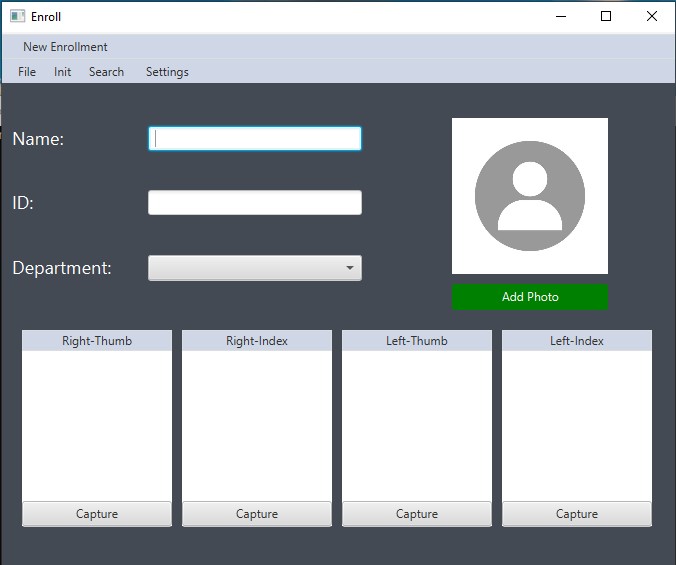 Enroll
New Enrollment
File Init Search Settings
Name:
ID:
Department:
Add Photo
Right-Thumb Right-Index Left-Thumb Left-Index
Capture Capture Capture Capture